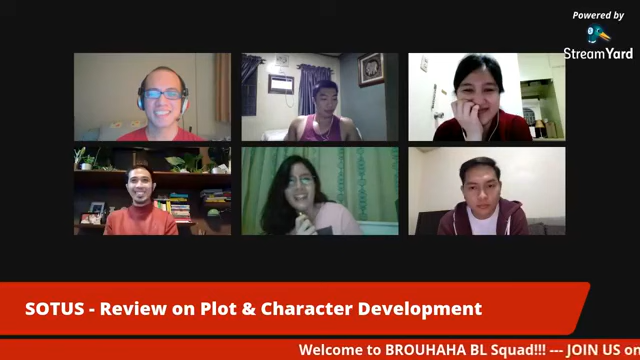 Powered by
StreamYard
SOTUS - Review on Plot & Character Development
Welcome to BROUHAHA BL Squad!!! --- JOIN US on